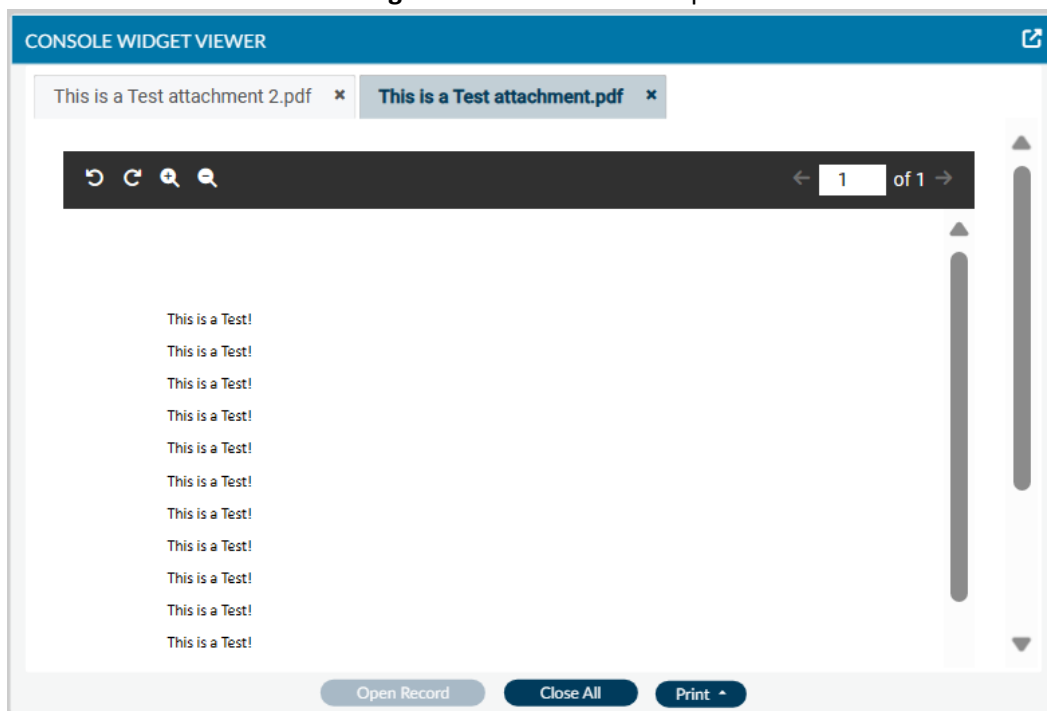 CONSOLE WIDGET VIEWER
This is a Test attachment 2.pdf × This is a Test attachment.pdf ×
1 of 1
This is a Test!
This is a Test!
This is a Test!
This is a Test!
This is a Test!
This is a Test!
This is a Test!
This is a Test!
This is a Test!
This is a Test!
This is a Test!
Open Record Close All Print